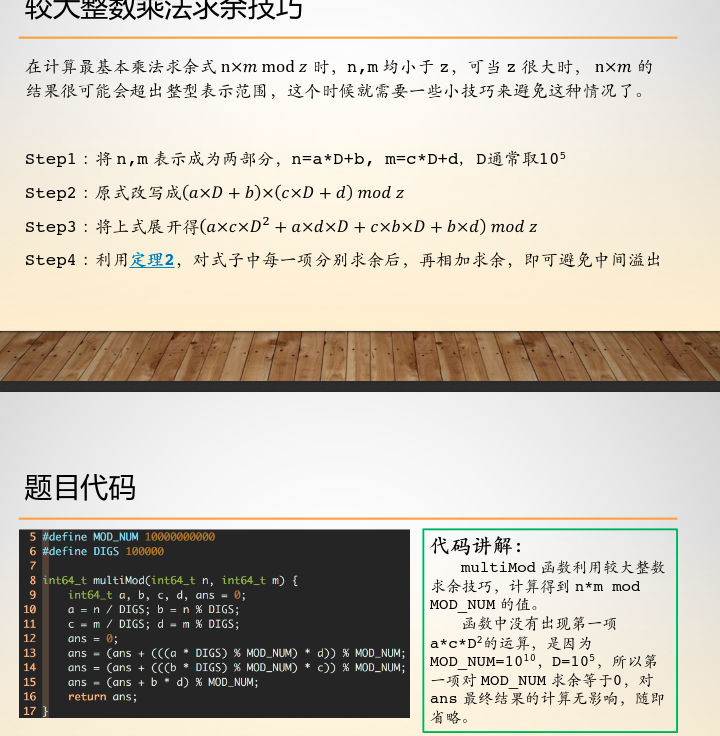 较大整数乘法求余技巧
在计算最基本乘法求余式 n×m mod z 时，n,m 均小于 z，可当 z 很大时， n×m 的
结果很可能会超出整型表示范围，这个时候就需要一些小技巧来避免这种情况了。
Step1：将 n,m 表示成为两部分，n=a*D+b, m=c*D+d，D通常取10⁵
Step2：原式改写成(a×D + b)×(c×D + d) mod z
Step3：将上式展开得(a×c×D² + a×d×D + c×b×D + b×d) mod z
Step4：利用定理2，对式子中每一项分别求余后，再相加求余，即可避免中间溢出
题目代码
5 #define MOD_NUM 10000000000
6 #define DIGS 100000
7
8 int64_t multiMod(int64_t n, int64_t m) {
9 int64_t a, b, c, d, ans = 0;
10 a = n / DIGS; b = n % DIGS;
11 c = m / DIGS; d = m % DIGS;
12 ans = 0;
13 ans = (ans + (((a * DIGS) % MOD_NUM) * d)) % MOD_NUM;
14 ans = (ans + (((b * DIGS) % MOD_NUM) * c)) % MOD_NUM;
15 ans = (ans + b * d) % MOD_NUM;
16 return ans;
17 }
代码讲解：
multiMod 函数利用较大整数
求余技巧，计算得到 n*m mod
MOD_NUM 的值。
函数中没有出现第一项
a*c*D²的运算，是因为
MOD_NUM=10¹⁰，D=10⁵，所以第
一项对 MOD_NUM 求余等于0，对
ans 最终结果的计算无影响，随即
省略。